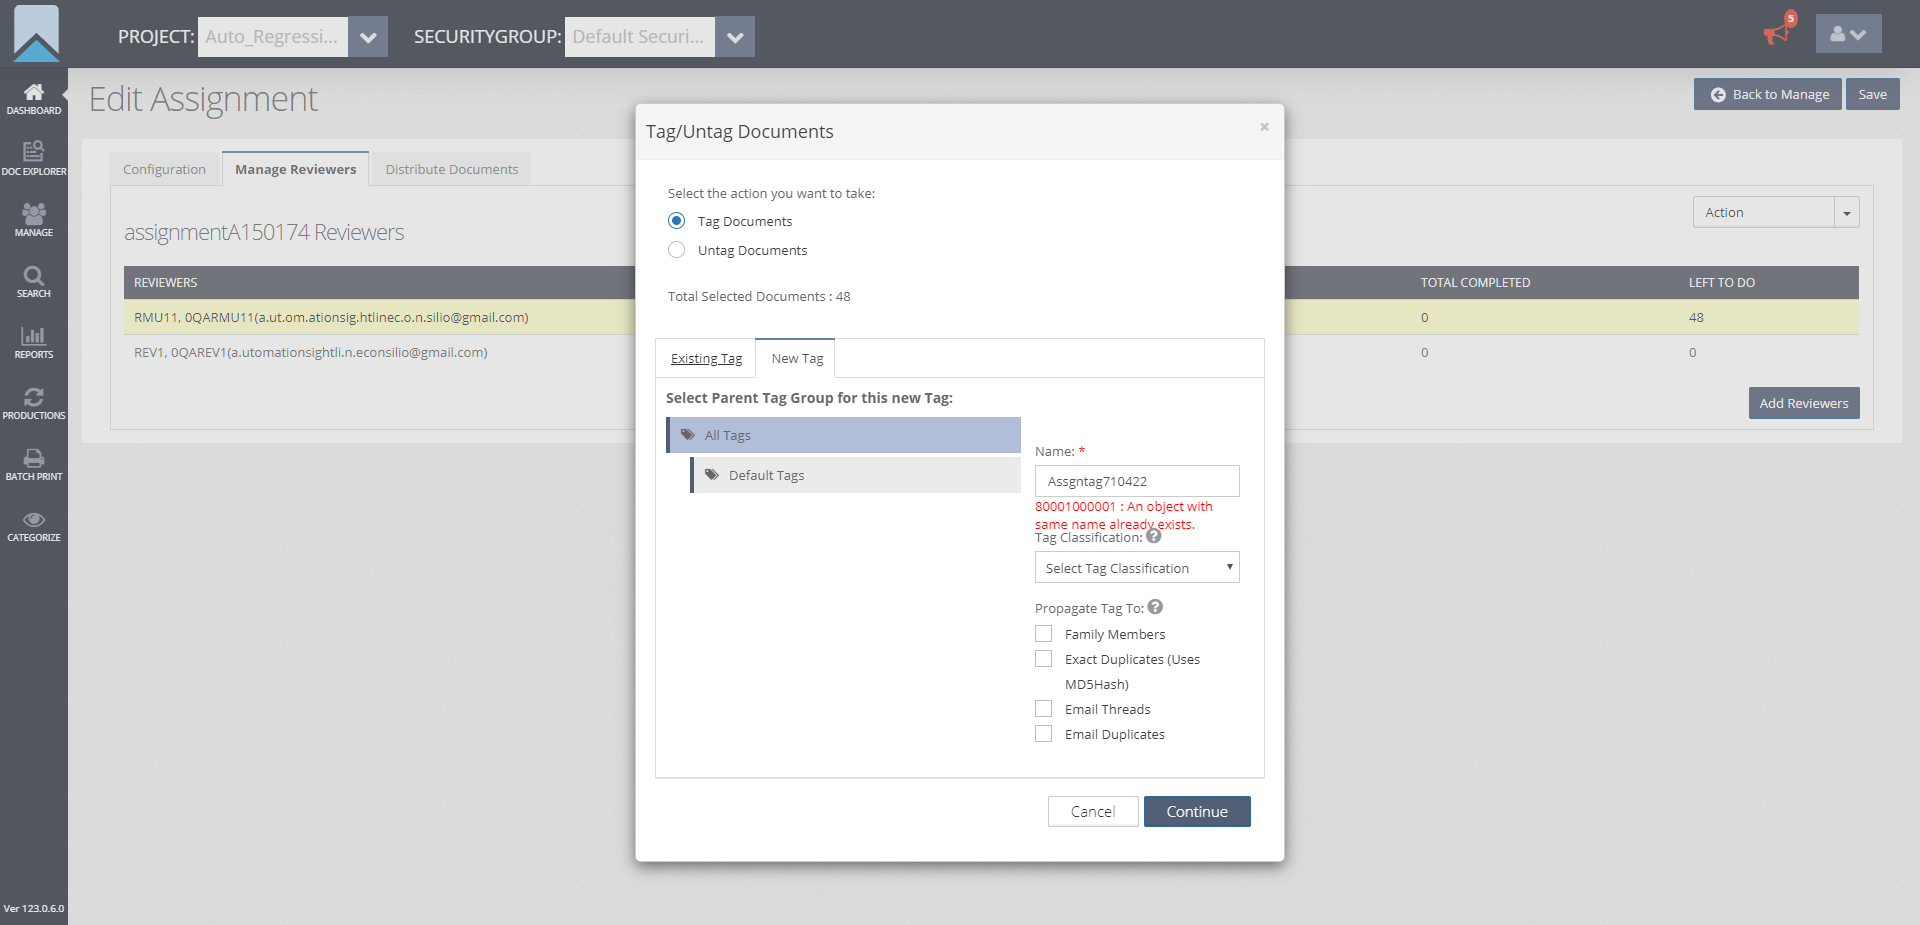 PROJECT: Auto_Regressi... SECURITYGROUP: Default Securi... 5
DASHBOARD
DOC EXPLORER
MANAGE
SEARCH
REPORTS
PRODUCTIONS
BATCH PRINT
CATEGORIZE
Ver 123.0.6.0
Edit Assignment
Back to Manage Save
Configuration Manage Reviewers Distribute Documents
assignmentA150174 Reviewers
Action
REVIEWERS TOTAL COMPLETED LEFT TO DO
RMU11, 0QARMU11(a.ut.om.ationsig.htlinec.o.n.silio@gmail.com) 0 48
REV1, 0QAREV1(a.utomationsightli.n.econsilio@gmail.com) 0 0
Add Reviewers
Tag/Untag Documents ×
Select the action you want to take:
Tag Documents
Untag Documents
Total Selected Documents : 48
Existing Tag New Tag
Select Parent Tag Group for this new Tag:
All Tags
Default Tags
Name: *
Assgntag710422
80001000001 : An object with
same name already exists.
Tag Classification: ?
Select Tag Classification
Propagate Tag To: ?
Family Members
Exact Duplicates (Uses
MD5Hash)
Email Threads
Email Duplicates
Cancel Continue